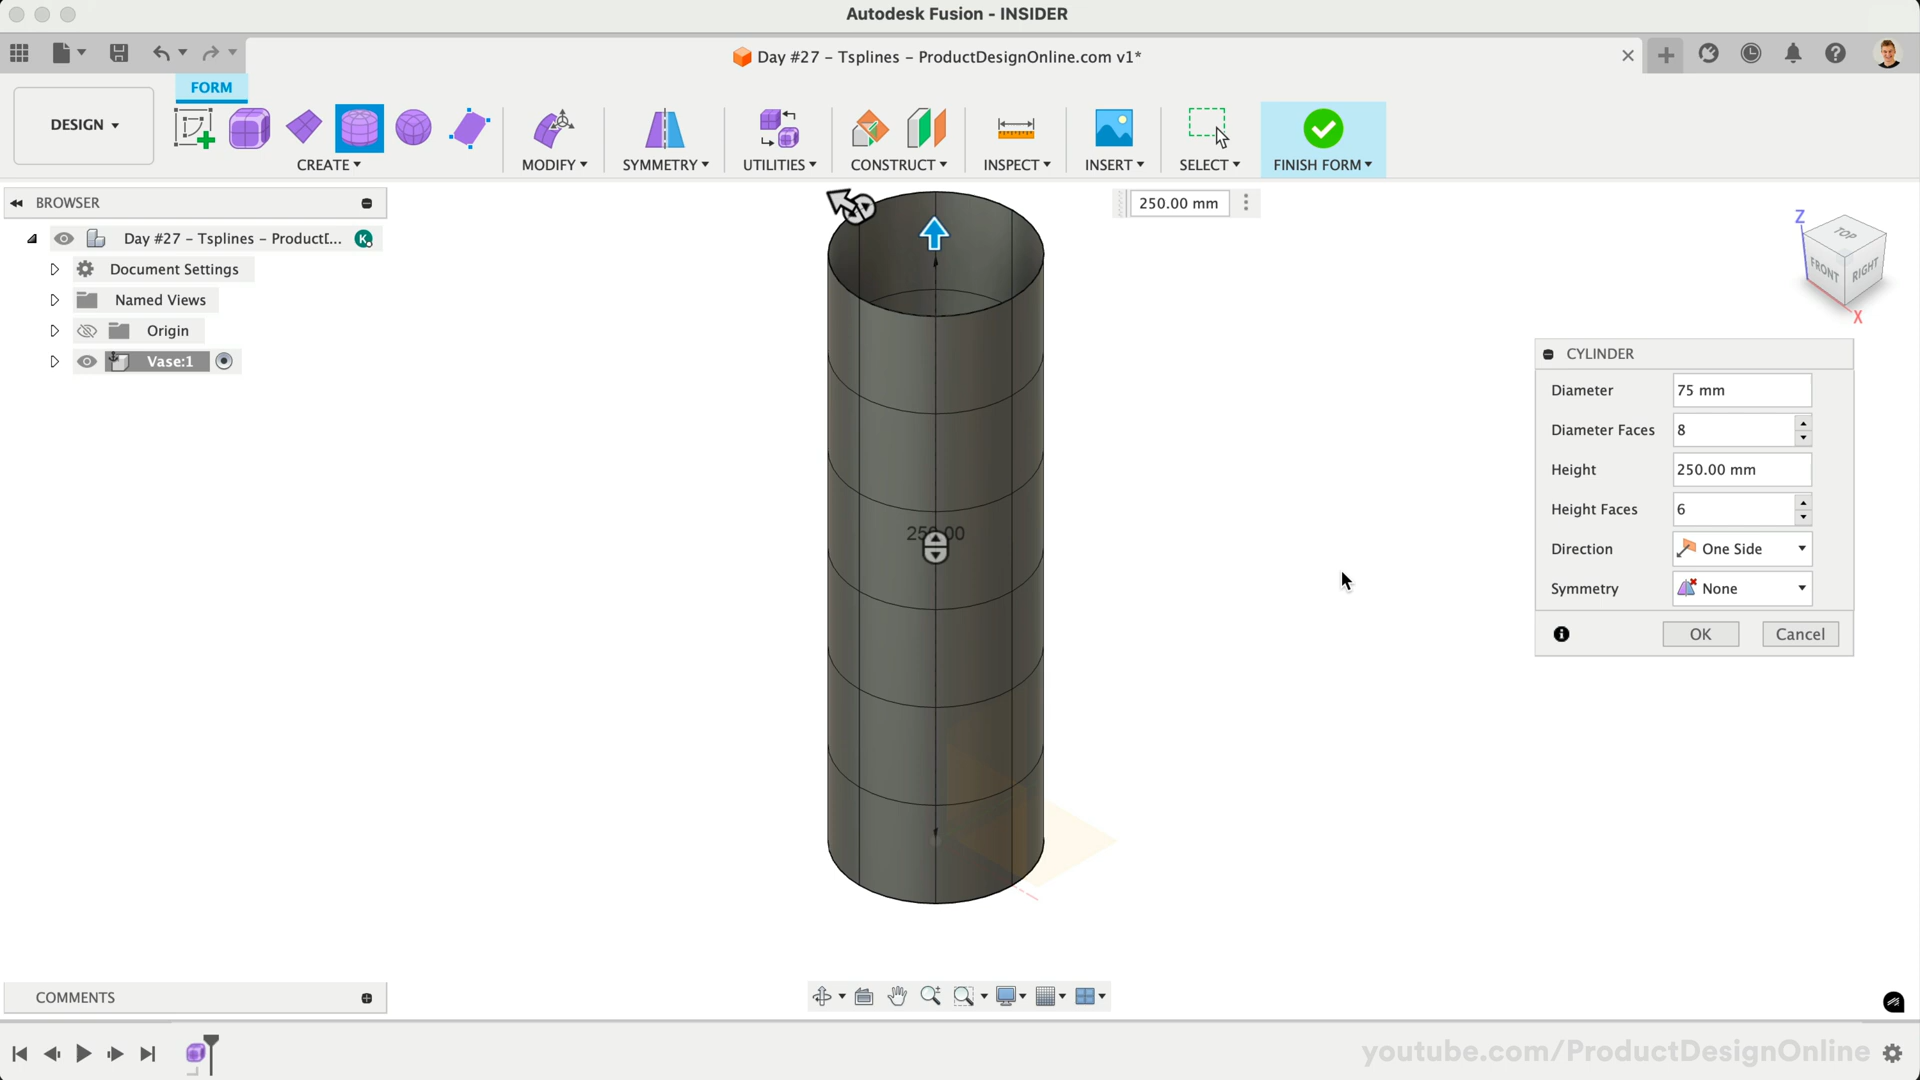 Autodesk Fusion - INSIDER
Day #27 - Tsplines - ProductDesignOnline.com v1*
FORM
DESIGN
CREATE
MODIFY
SYMMETRY
UTILITIES
CONSTRUCT
INSPECT
INSERT
SELECT
FINISH FORM
BROWSER
250.00 mm
Day #27 - Tsplines - Product...
K
Document Settings
Named Views
Origin
Vase:1
Z
TOP
FRONT
RIGHT
X
CYLINDER
Diameter
75 mm
Diameter Faces
8
Height
250.00 mm
Height Faces
6
Direction
One Side
Symmetry
None
OK
Cancel
250.00
COMMENTS
youtube.com/ProductDesignOnline